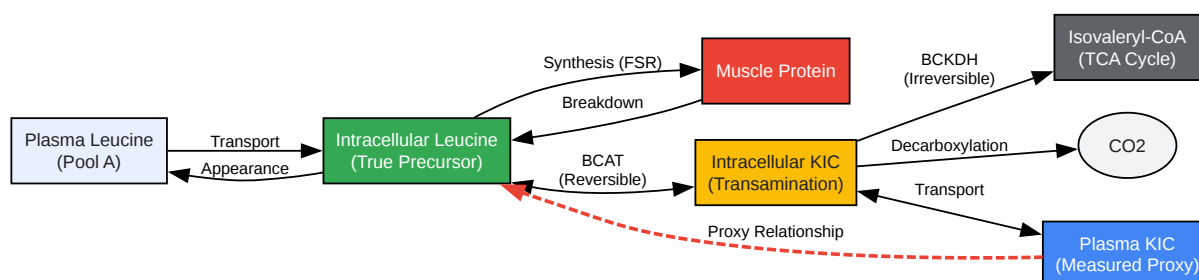 Plasma Leucine
(Pool A)
Transport
Appearance
Intracellular Leucine
(True Precursor)
Synthesis (FSR)
Breakdown
Muscle Protein
BCAT
(Reversible)
Intracellular KIC
(Transamination)
BCKDH
(Irreversible)
Isovaleryl-CoA
(TCA Cycle)
Decarboxylation
CO2
Transport
Proxy Relationship
Plasma KIC
(Measured Proxy)